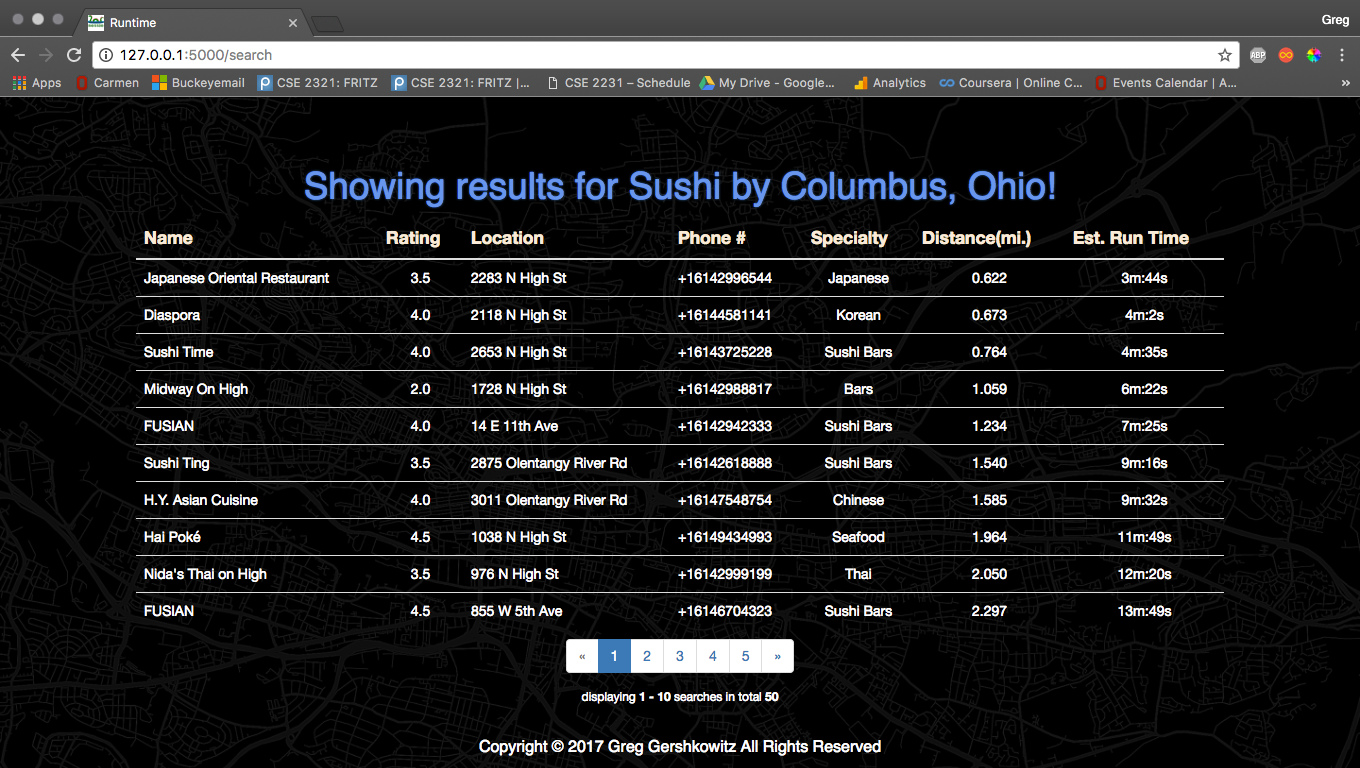 Runtime
Greg
127.0.0.1:5000/search
ABP
Apps Carmen Buckeyemail CSE 2321: FRITZ CSE 2321: FRITZ |... CSE 2231 – Schedule My Drive - Google... Analytics Coursera | Online C... Events Calendar | A... »
Showing results for Sushi by Columbus, Ohio!
Name Rating Location Phone # Specialty Distance(mi.) Est. Run Time
Japanese Oriental Restaurant 3.5 2283 N High St +16142996544 Japanese 0.622 3m:44s
Diaspora 4.0 2118 N High St +16144581141 Korean 0.673 4m:2s
Sushi Time 4.0 2653 N High St +16143725228 Sushi Bars 0.764 4m:35s
Midway On High 2.0 1728 N High St +16142988817 Bars 1.059 6m:22s
FUSIAN 4.0 14 E 11th Ave +16142942333 Sushi Bars 1.234 7m:25s
Sushi Ting 3.5 2875 Olentangy River Rd +16142618888 Sushi Bars 1.540 9m:16s
H.Y. Asian Cuisine 4.0 3011 Olentangy River Rd +16147548754 Chinese 1.585 9m:32s
Hai Poké 4.5 1038 N High St +16149434993 Seafood 1.964 11m:49s
Nida's Thai on High 3.5 976 N High St +16142999199 Thai 2.050 12m:20s
FUSIAN 4.5 855 W 5th Ave +16146704323 Sushi Bars 2.297 13m:49s
« 1 2 3 4 5 »
displaying 1 - 10 searches in total 50
Copyright © 2017 Greg Gershkowitz All Rights Reserved